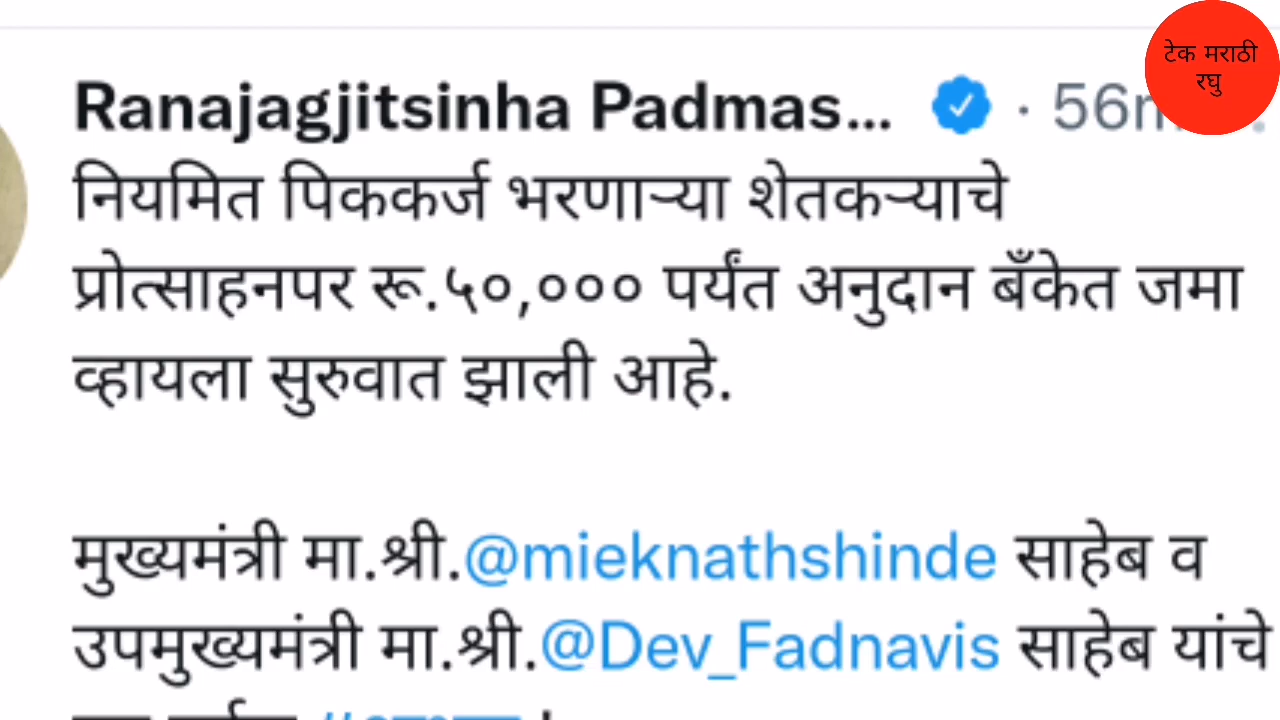 टेक मराठी
रघु
Ranajagjitsinha Padmas... · 56m
नियमित पिककर्ज भरणाऱ्या शेतकऱ्याचे
प्रोत्साहनपर रू.५०,००० पर्यंत अनुदान बँकेत जमा
व्हायला सुरुवात झाली आहे.
मुख्यमंत्री मा.श्री.@mieknathshinde साहेब व
उपमुख्यमंत्री मा.श्री.@Dev_Fadnavis साहेब यांचे